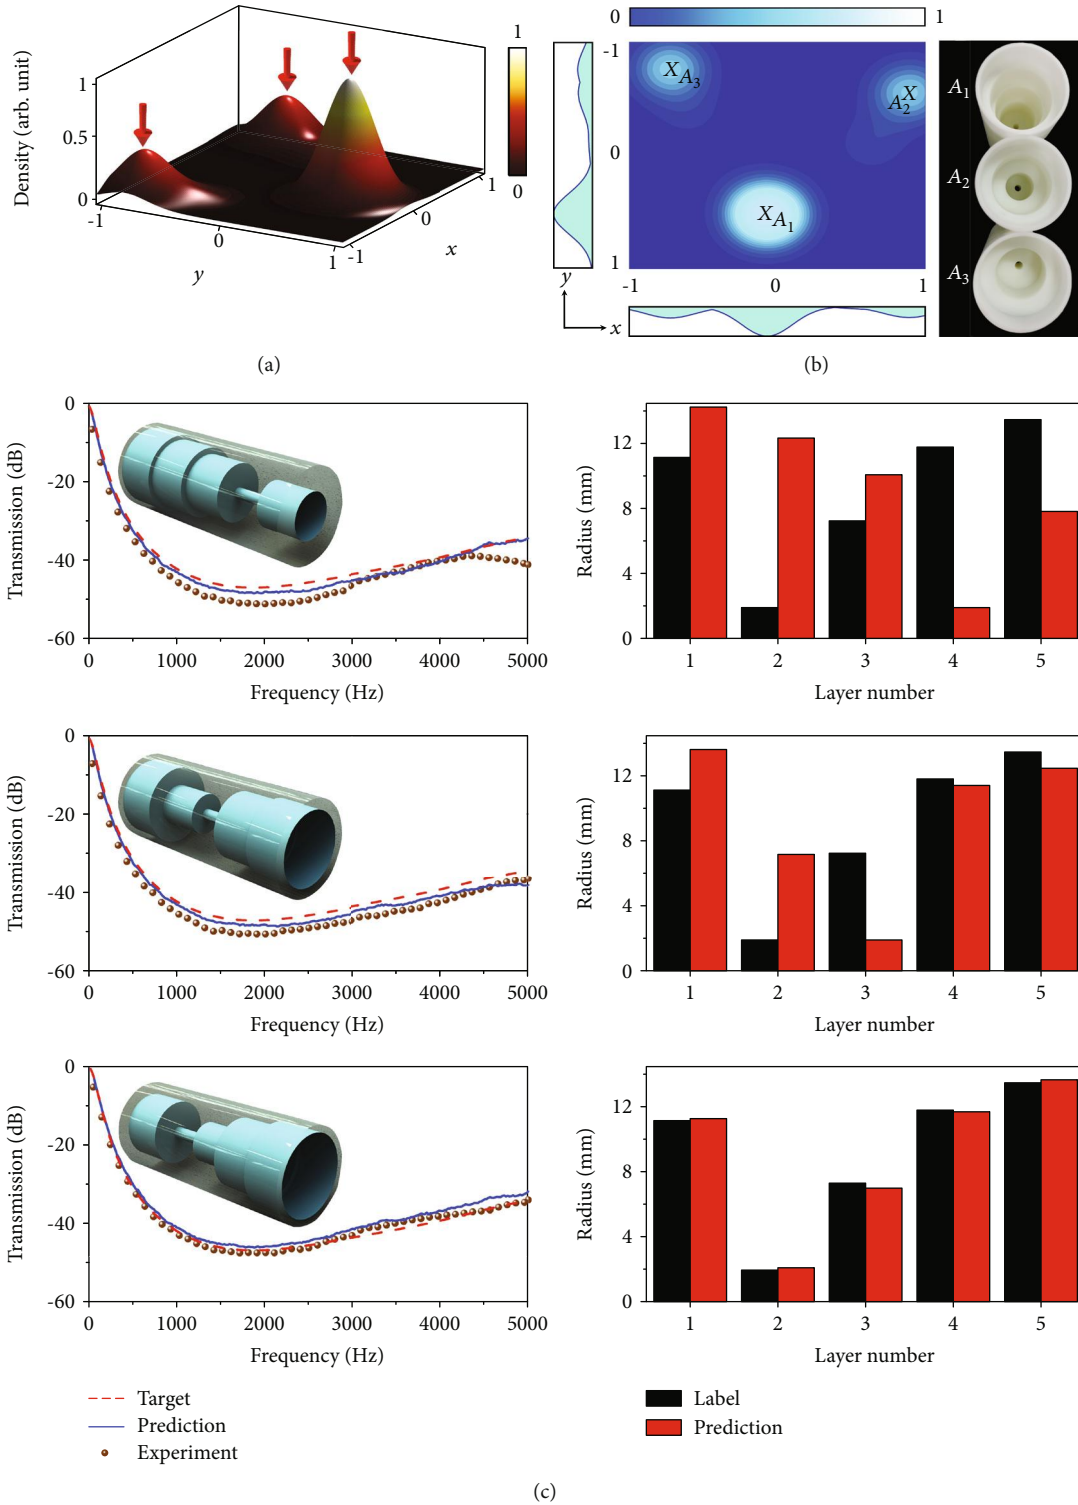 Density (arb. unit)
1
0.5
0
-1
0
1
y
-1
0
1
x
1
0
(a)
0
1
-1
0
1
y
x
-1
0
1
X A3
A2 X
X A1
A1
A2
A3
(b)
Transmission (dB)
0
-20
-40
-60
0 1000 2000 3000 4000 5000
Frequency (Hz)
Radius (mm)
12
8
4
0
1 2 3 4 5
Layer number
Transmission (dB)
0
-20
-40
-60
0 1000 2000 3000 4000 5000
Frequency (Hz)
Radius (mm)
12
8
4
0
1 2 3 4 5
Layer number
Transmission (dB)
0
-20
-40
-60
0 1000 2000 3000 4000 5000
Frequency (Hz)
Radius (mm)
12
8
4
0
1 2 3 4 5
Layer number
Target
Prediction
Experiment
Label
Prediction
(c)